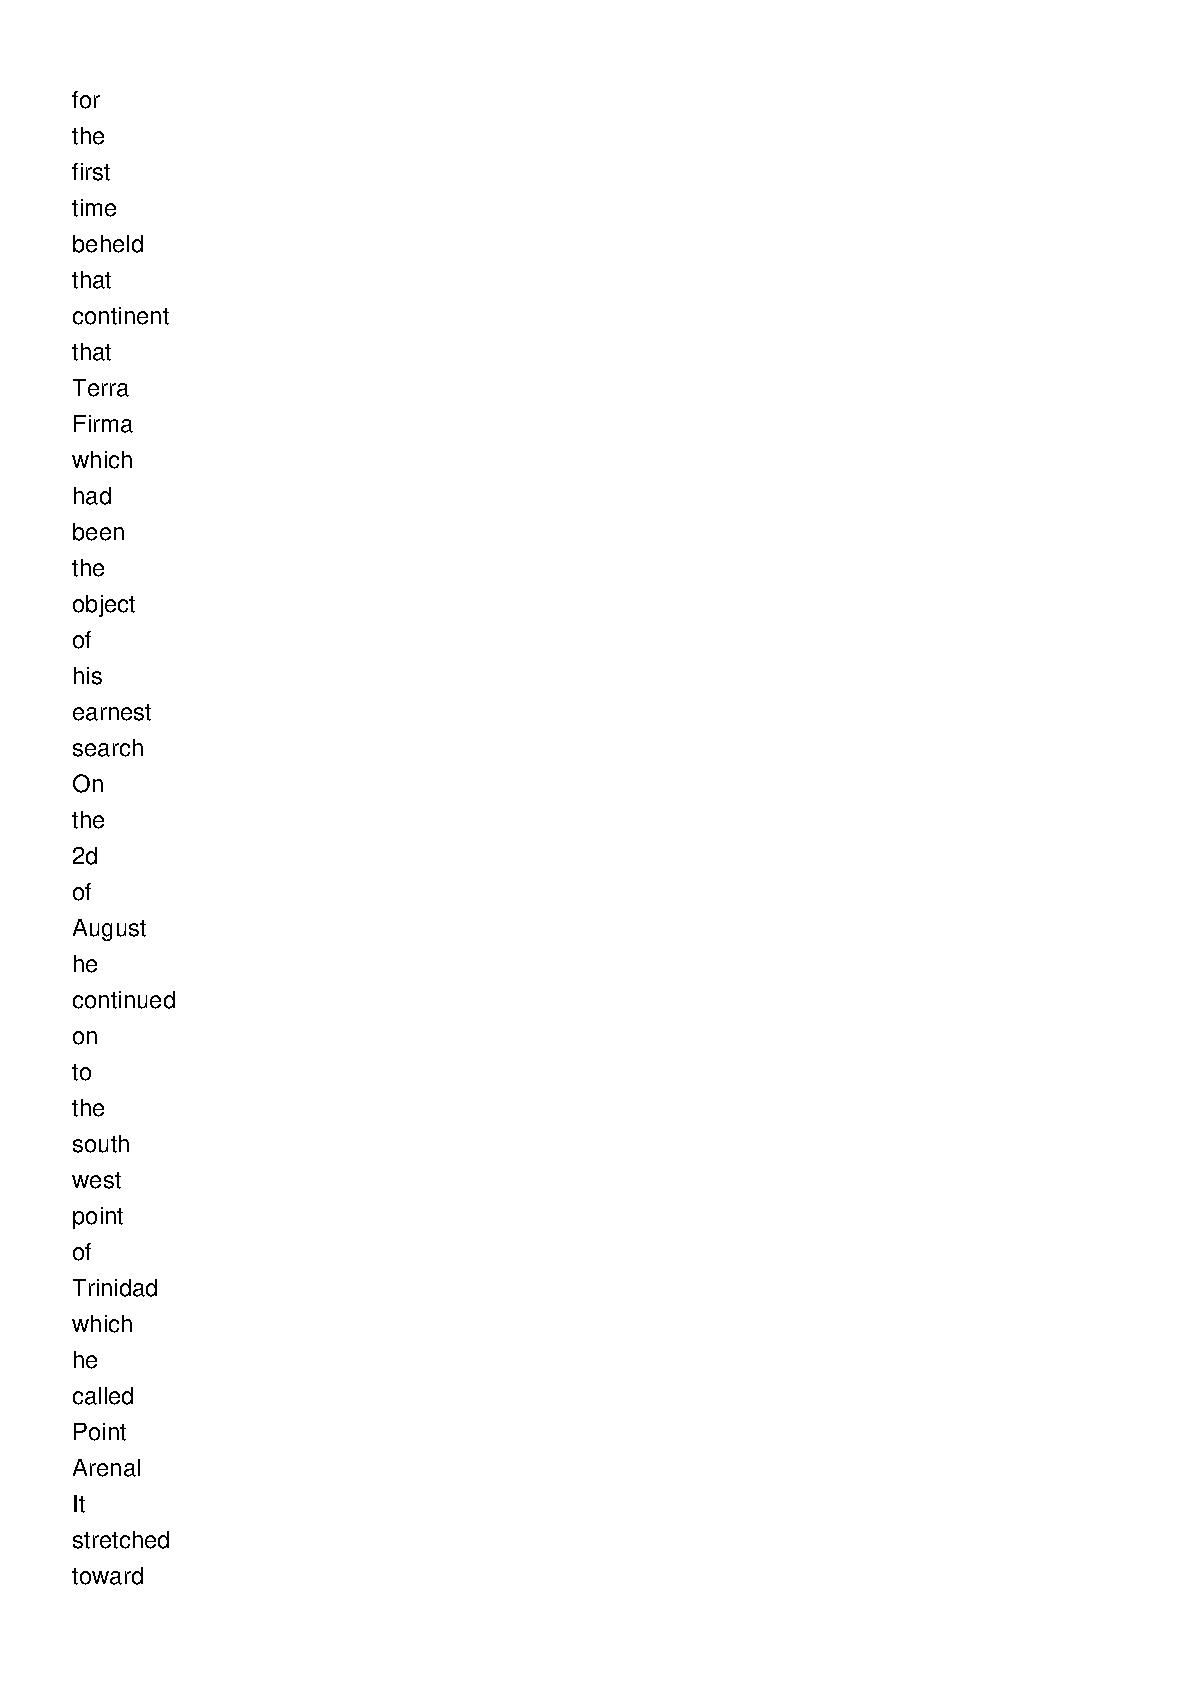 for
the
first
time
beheld
that
continent
that
Terra
Firma
which
had
been
the
object
of
his
earnest
search
On
the
2d
of
August
he
continued
on
to
the
south
west
point
of
Trinidad
which
he
called
Point
Arenal
It
stretched
toward